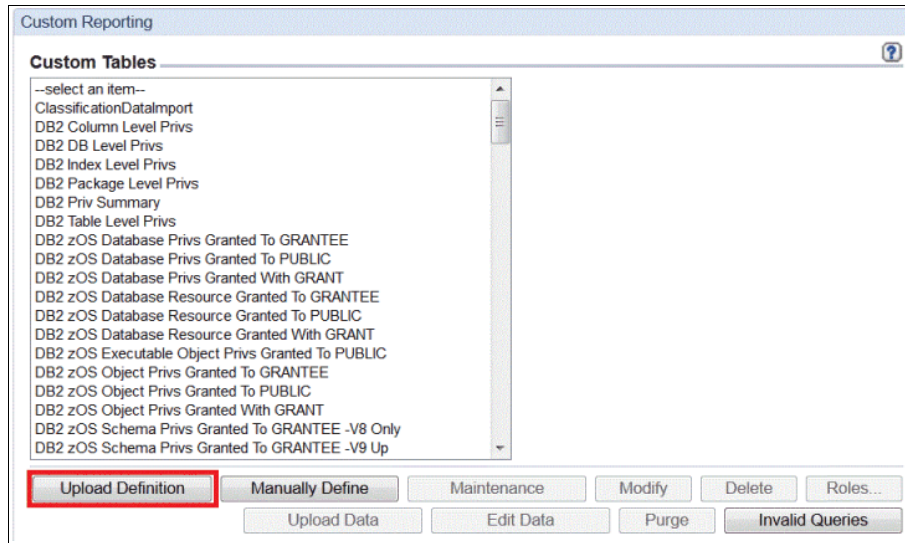 Custom Reporting
?
Custom Tables
--select an item--
ClassificationDataImport
DB2 Column Level Privs
DB2 DB Level Privs
DB2 Index Level Privs
DB2 Package Level Privs
DB2 Priv Summary
DB2 Table Level Privs
DB2 zOS Database Privs Granted To GRANTEE
DB2 zOS Database Privs Granted To PUBLIC
DB2 zOS Database Privs Granted With GRANT
DB2 zOS Database Resource Granted To GRANTEE
DB2 zOS Database Resource Granted To PUBLIC
DB2 zOS Database Resource Granted With GRANT
DB2 zOS Executable Object Privs Granted To PUBLIC
DB2 zOS Object Privs Granted To GRANTEE
DB2 zOS Object Privs Granted To PUBLIC
DB2 zOS Object Privs Granted With GRANT
DB2 zOS Schema Privs Granted To GRANTEE -V8 Only
DB2 zOS Schema Privs Granted To GRANTEE -V9 Up
Upload Definition Manually Define Maintenance Modify Delete Roles...
Upload Data Edit Data Purge Invalid Queries